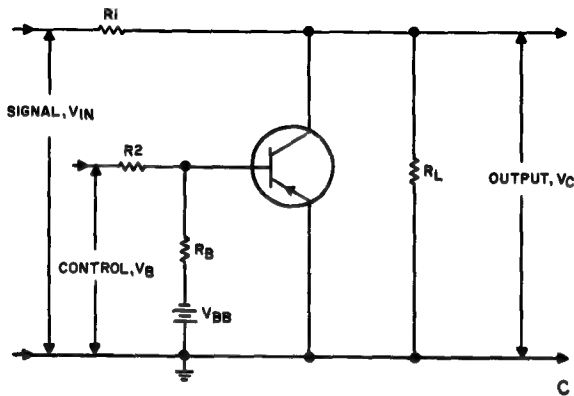 R1
SIGNAL, VIN
R2
RL
OUTPUT, VC
RB
CONTROL, VB
VBB
C